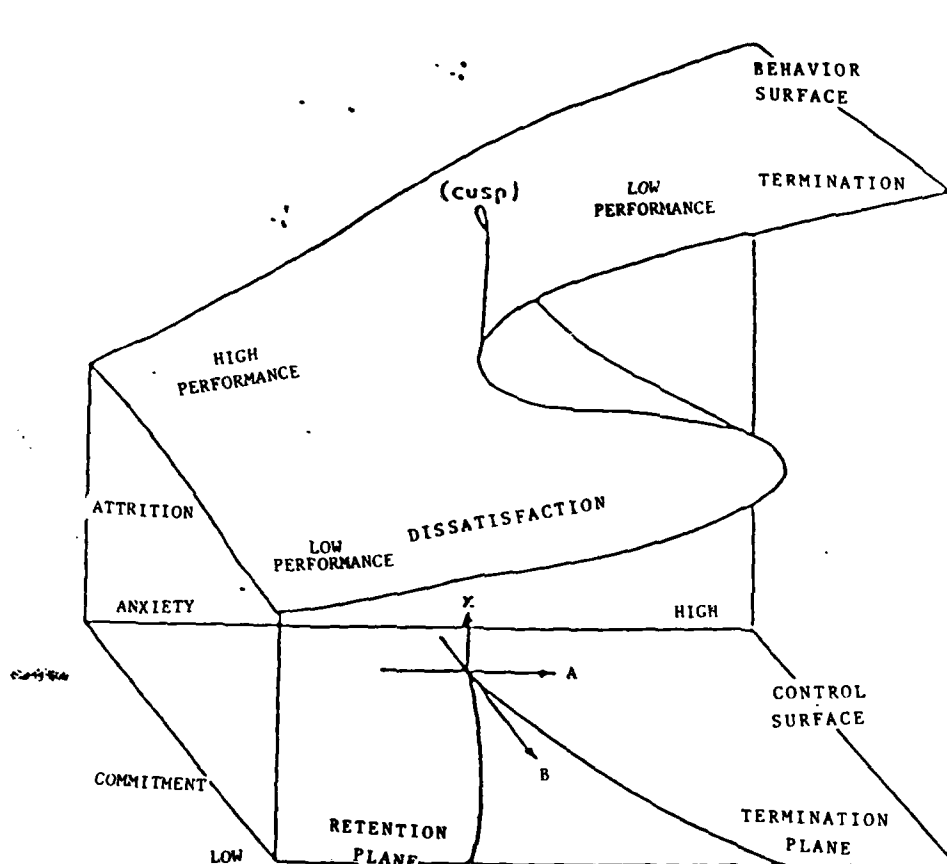 BEHAVIOR
SURFACE
(cusp)
LOW
PERFORMANCE
TERMINATION
HIGH
PERFORMANCE
ATTRITION
DISSATISFACTION
LOW
PERFORMANCE
ANXIETY
HIGH
A
CONTROL
SURFACE
B
COMMITMENT
RETENTION
PLANE
TERMINATION
PLANE
LOW